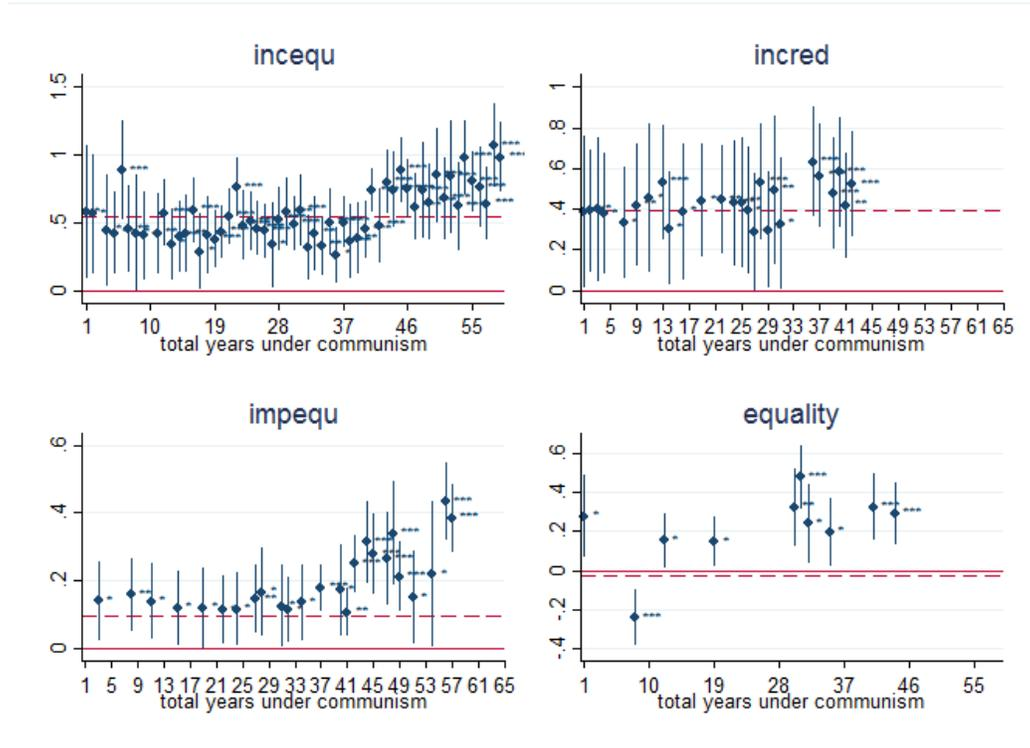 incequ
1.5
1
.5
0
1 10 19 28 37 46 55
total years under communism
incred
1
.8
.6
.4
.2
0
1 5 9 13 17 21 25 29 33 37 41 45 49 53 57 61 65
total years under communism
impequ
.6
.4
.2
0
1 5 9 13 17 21 25 29 33 37 41 45 49 53 57 61 65
total years under communism
equality
.6
.4
.2
0
-.2
-.4
1 10 19 28 37 46 55
total years under communism